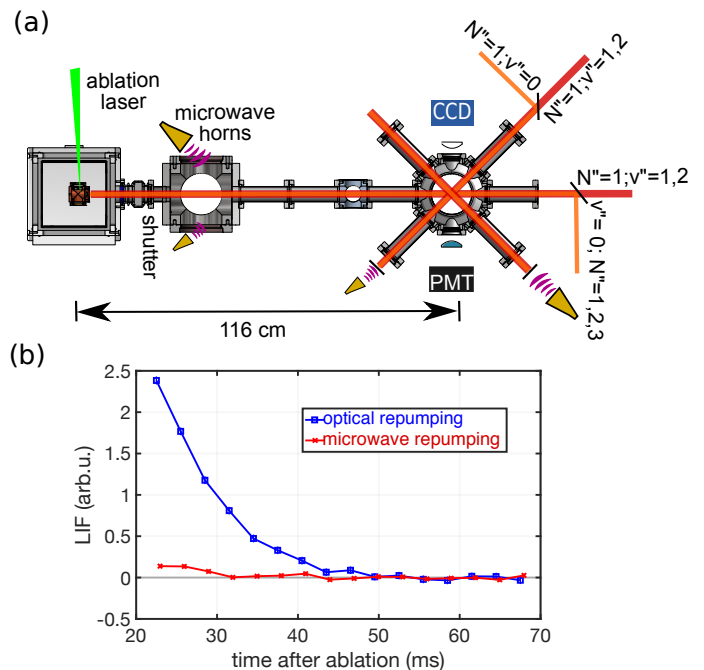 (a)
ablation
laser
microwave
horns
CCD
N"=1;v"=0
N"=1;v"=1,2
N"=1;v"=1,2
v"= 0; N"=1,2,3
shutter
PMT
116 cm
(b)
2.5
2
1.5
1
0.5
0
-0.5
LIF (arb.u.)
optical repumping
microwave repumping
20
30
40
50
60
70
time after ablation (ms)